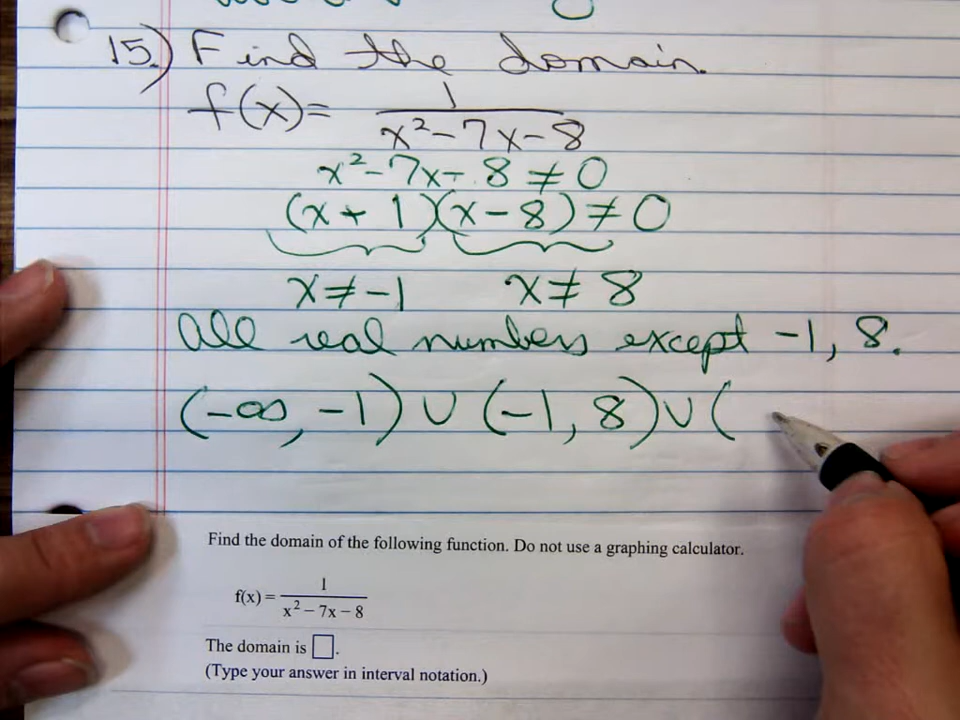 15.) Find the domain.
f(x)= 1/(x²-7x-8)
x²-7x-8≠0
(x+1)(x-8)≠0
x≠-1 x≠8
All real numbers except -1, 8.
(-∞, -1)∪(-1, 8)∪(
Find the domain of the following function. Do not use a graphing calculator.
f(x) = 1/(x² − 7x − 8)
The domain is □.
(Type your answer in interval notation.)